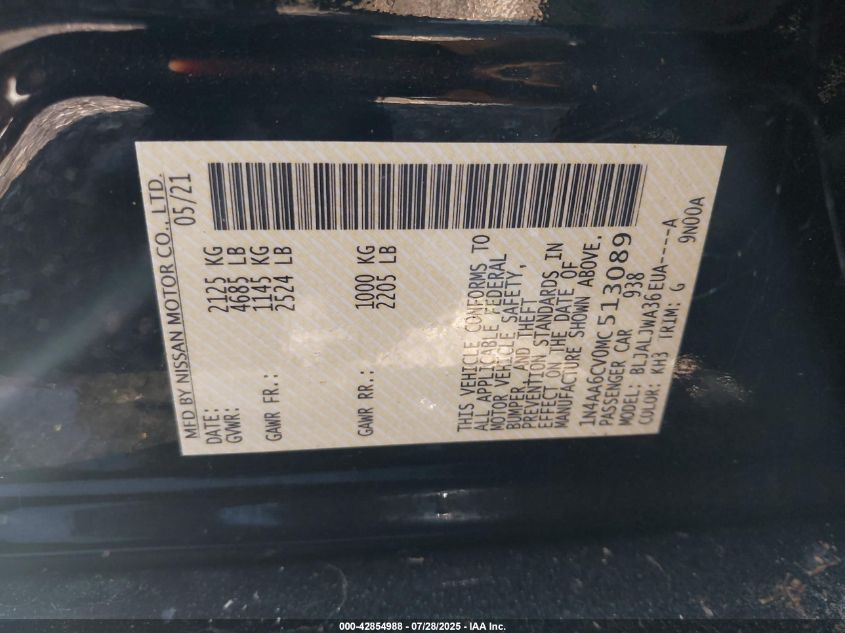 MFD BY NISSAN MOTOR CO., LTD.
DATE: 05/21
GVWR: 2125 KG
4685 LB
GAWR FR.: 1145 KG
2524 LB
GAWR RR.: 1000 KG
2205 LB
THIS VEHICLE CONFORMS TO
ALL APPLICABLE FEDERAL
MOTOR VEHICLE SAFETY,
BUMPER, AND THEFT
PREVENTION STANDARDS IN
EFFECT ON THE DATE OF
MANUFACTURE SHOWN ABOVE.
1N4AA6CV0MC513089
PASSENGER CAR 938
MODEL: BLJALJWA36EUA----A
COLOR: KH3 TRIM: G 9N00A
000-42854988 - 07/28/2025 - IAA Inc.